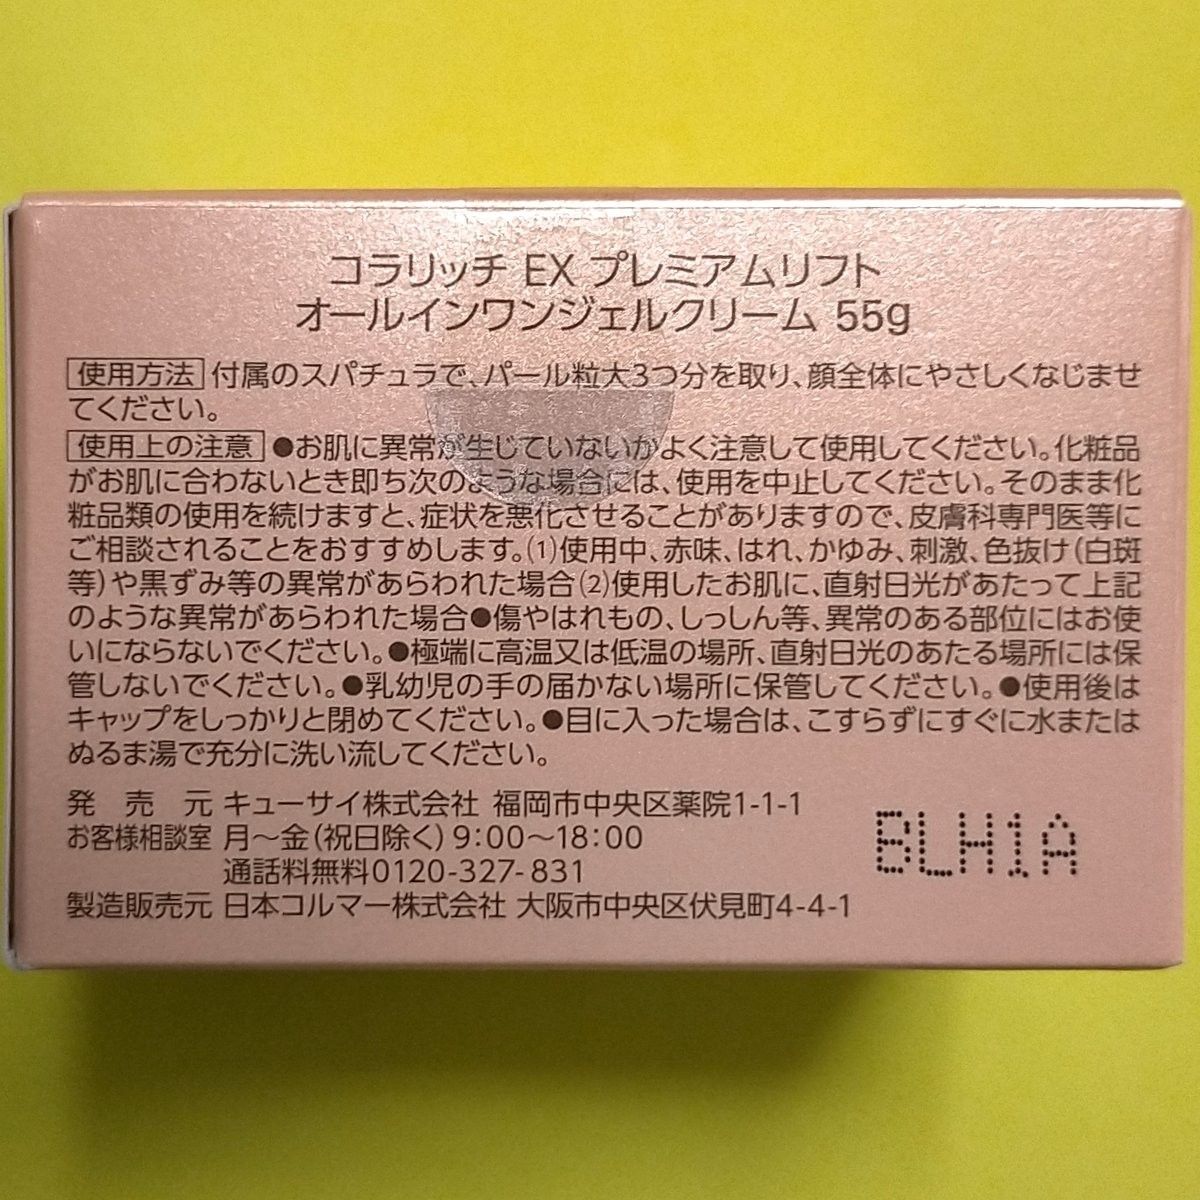 コラリッチ EX プレミアムリフト
オールインワンジェルクリーム 55g
使用方法 付属のスパチュラで、パール粒大3つ分を取り、顔全体にやさしくなじませ
てください。
使用上の注意 ●お肌に異常が生じていないかよく注意して使用してください。化粧品
がお肌に合わないとき即ち次のような場合には、使用を中止してください。そのまま化
粧品類の使用を続けますと、症状を悪化させることがありますので、皮膚科専門医等に
ご相談されることをおすすめします。(1)使用中、赤味、はれ、かゆみ、刺激、色抜け(白斑
等)や黒ずみ等の異常があらわれた場合(2)使用したお肌に、直射日光があたって上記
のような異常があらわれた場合●傷やはれもの、しっしん等、異常のある部位にはお使
いにならないでください。●極端に高温又は低温の場所、直射日光のあたる場所には保
管しないでください。●乳幼児の手の届かない場所に保管してください。●使用後は
キャップをしっかりと閉めてください。●目に入った場合は、こすらずにすぐに水または
ぬるま湯で充分に洗い流してください。
発売元 キューサイ株式会社 福岡市中央区薬院1-1-1
お客様相談室 月〜金(祝日除く) 9:00〜18:00
通話料無料0120-327-831
製造販売元 日本コルマー株式会社 大阪市中央区伏見町4-4-1
BLH1A